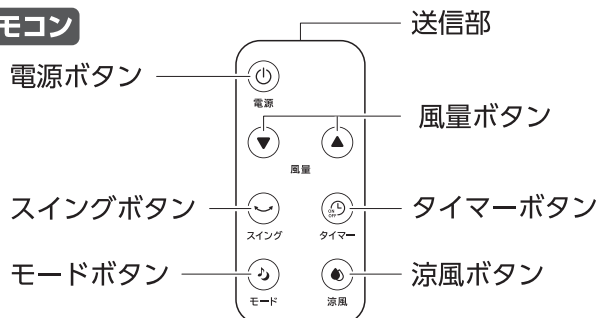 モコン
送信部
電源ボタン
電源
風量ボタン
風量
スイングボタン
スイング
ON
OFF
タイマー
タイマーボタン
モードボタン
モード
涼風
涼風ボタン